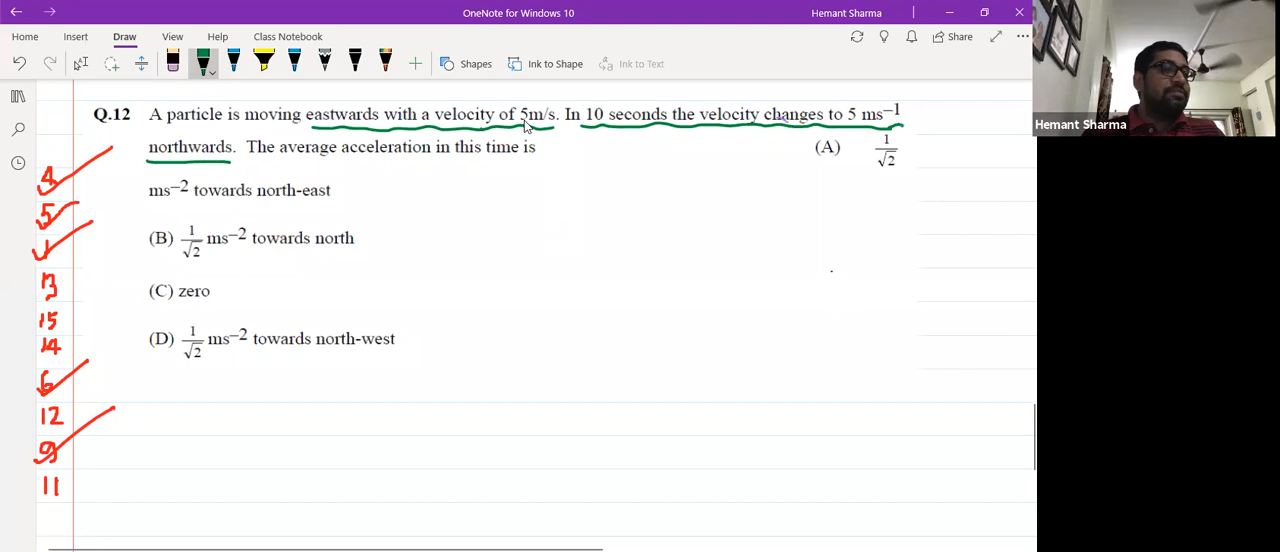 OneNote for Windows 10
Hemant Sharma
Home Insert Draw View Help Class Notebook
Share
Shapes Ink to Shape Ink to Text
Q.12 A particle is moving eastwards with a velocity of 5m/s. In 10 seconds the velocity changes to 5 ms⁻¹
northwards. The average acceleration in this time is (A) 1/√2
ms⁻² towards north-east
(B) 1/√2 ms⁻² towards north
(C) zero
(D) 1/√2 ms⁻² towards north-west
4
5
1
13
15
14
6
12
9
11
Hemant Sharma